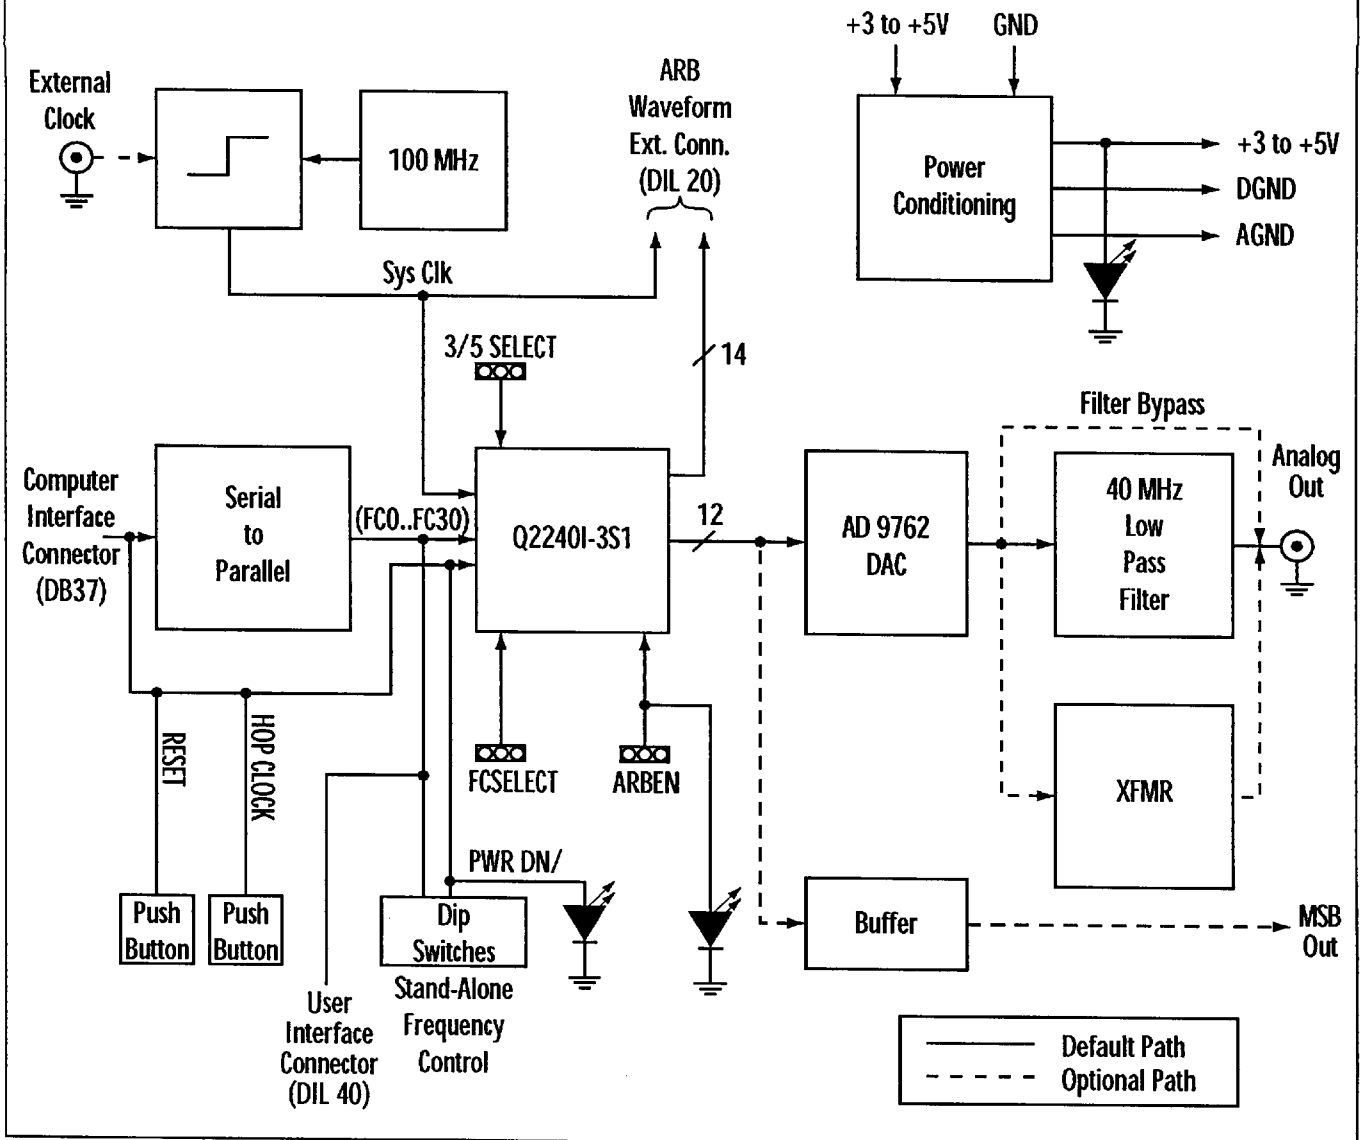 +3 to +5V
GND
External
Clock
100 MHz
ARB
Waveform
Ext. Conn.
(DIL 20)
Power
Conditioning
+3 to +5V
DGND
AGND
Sys Clk
3/5 SELECT
14
Filter Bypass
Computer
Interface
Connector
(DB37)
Serial
to
Parallel
(FC0..FC30)
Q2240I-3S1
12
AD 9762
DAC
40 MHz
Low
Pass
Filter
Analog
Out
RESET
HOP CLOCK
FCSELECT
ARBEN
XFMR
PWR DN/
Push
Button
Push
Button
Dip
Switches
Buffer
MSB
Out
Stand-Alone
Frequency
Control
User
Interface
Connector
(DIL 40)
Default Path
Optional Path